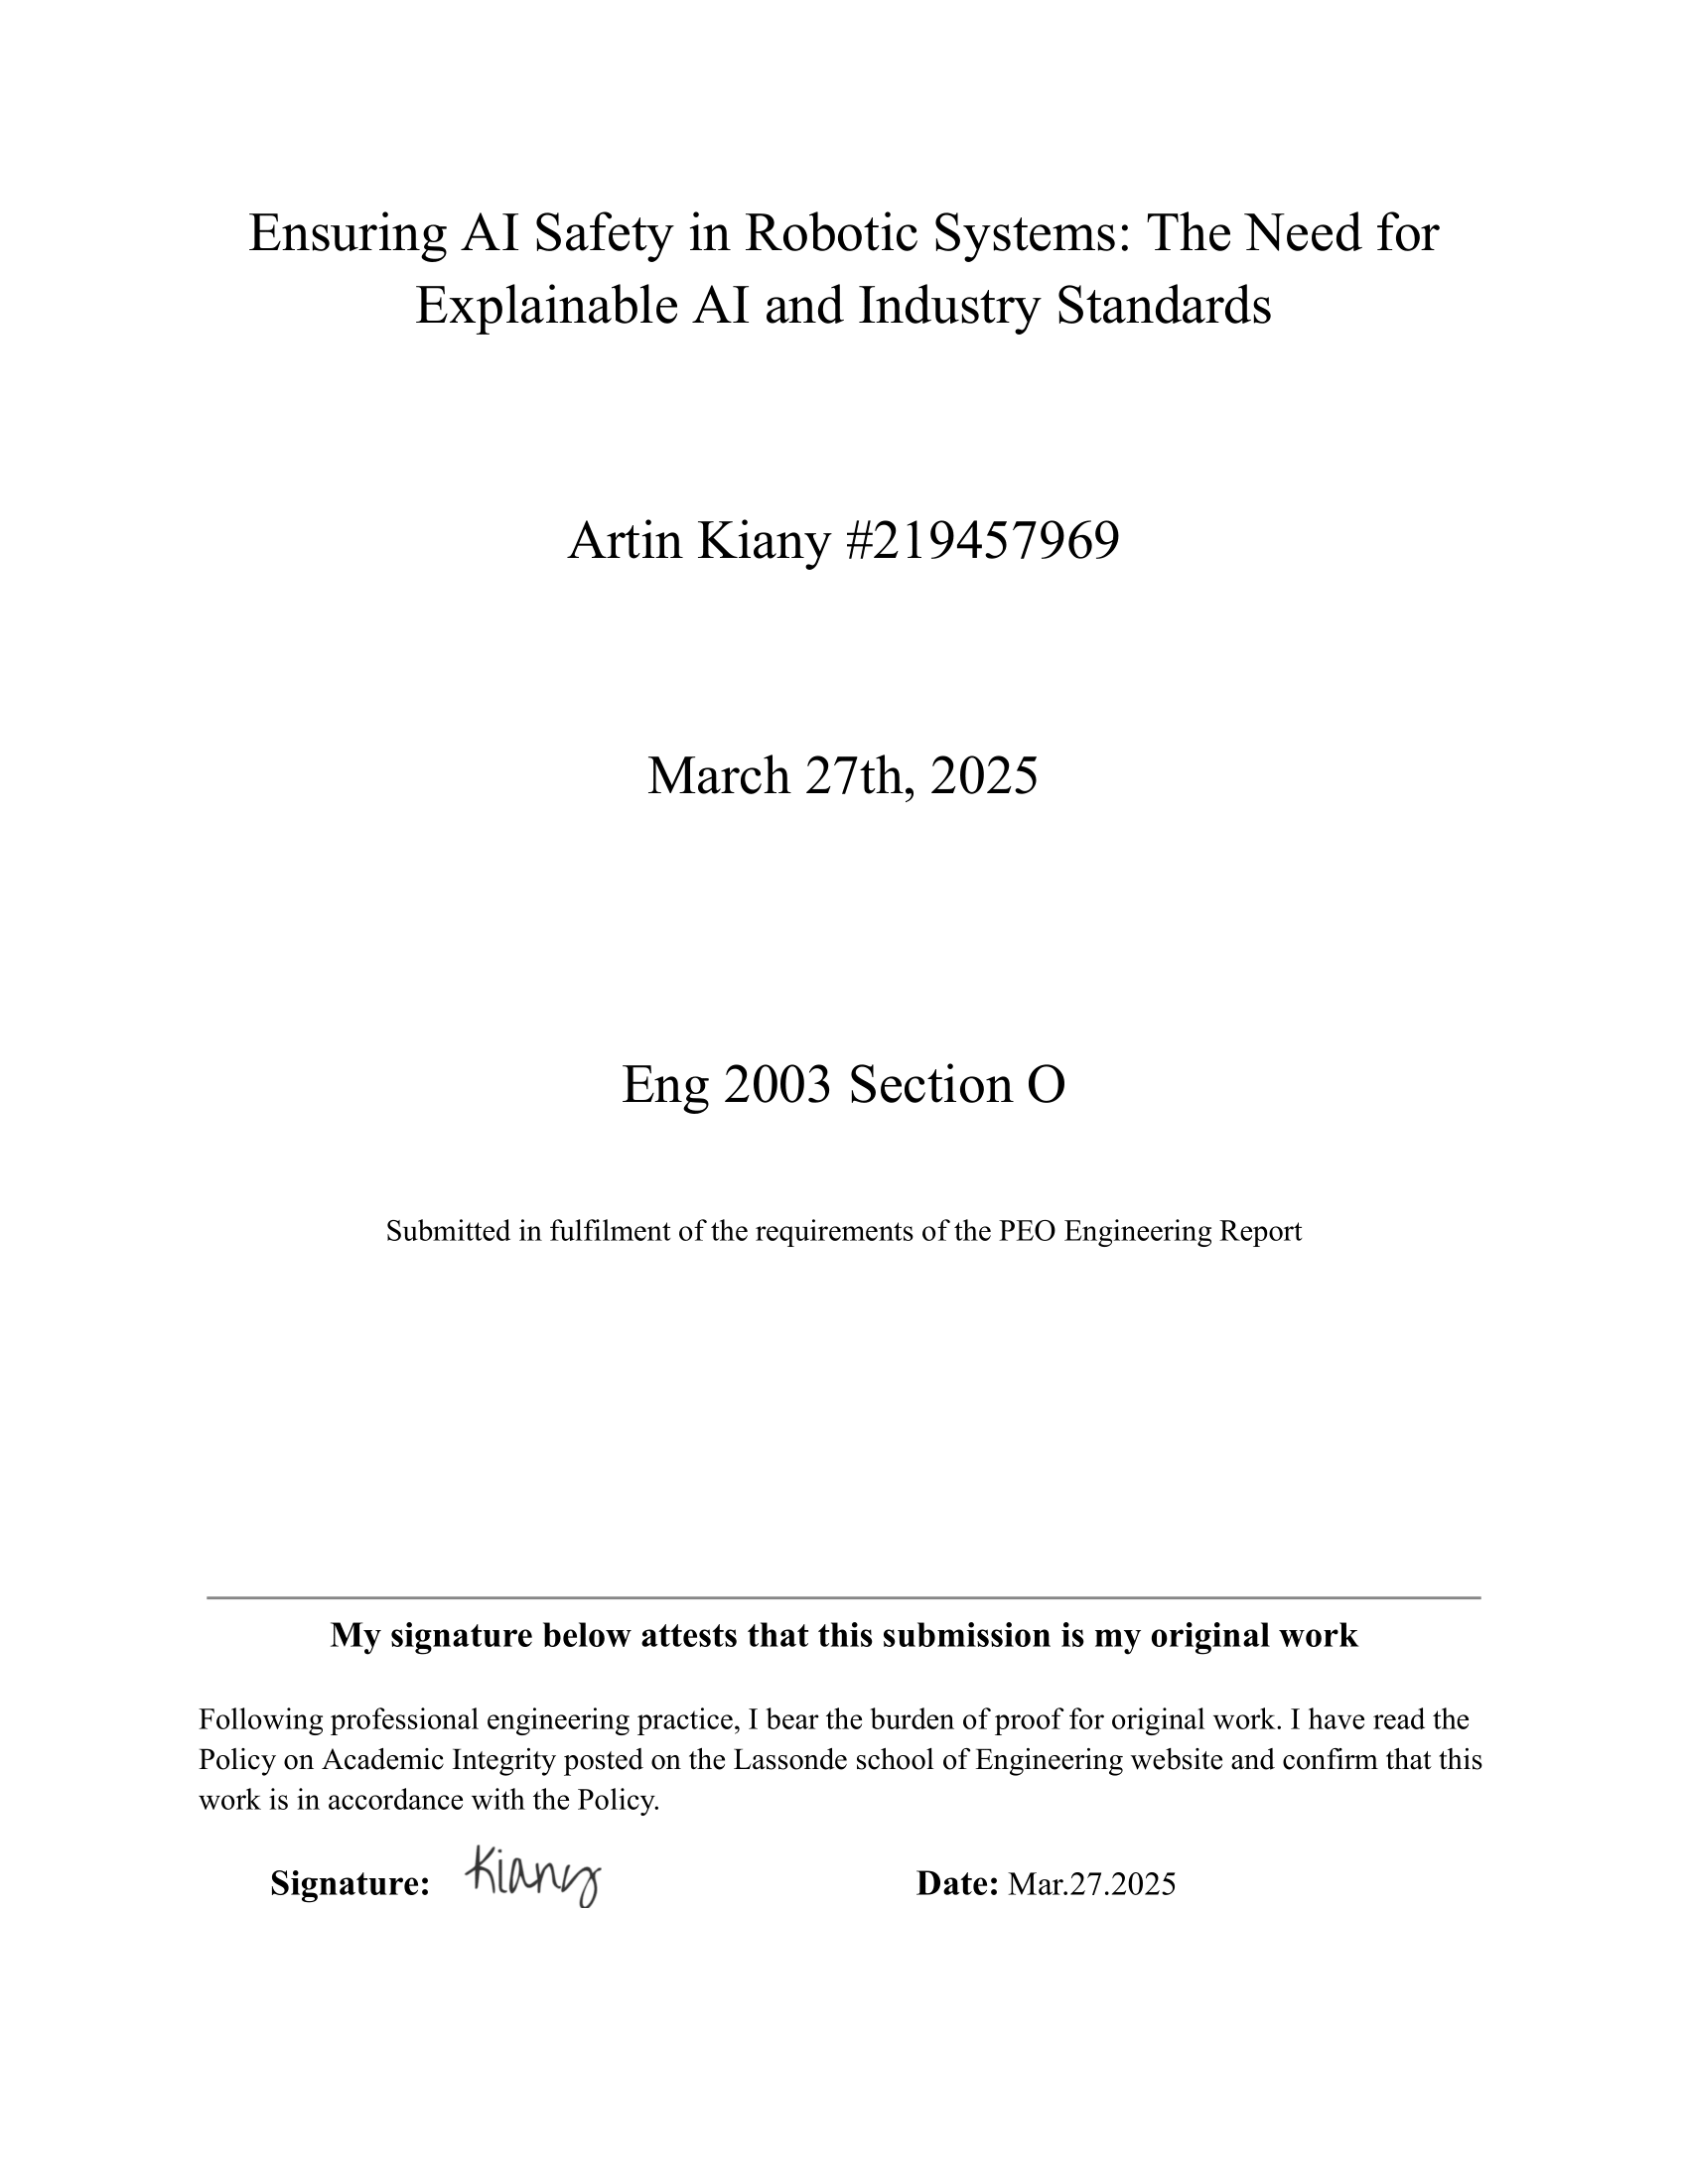 Ensuring AI Safety in Robotic Systems: The Need for
Explainable AI and Industry Standards
Artin Kiany #219457969
March 27th, 2025
Eng 2003 Section O
Submitted in fulfilment of the requirements of the PEO Engineering Report
My signature below attests that this submission is my original work
Following professional engineering practice, I bear the burden of proof for original work. I have read the
Policy on Academic Integrity posted on the Lassonde school of Engineering website and confirm that this
work is in accordance with the Policy.
Signature: Kiany Date: Mar.27.2025